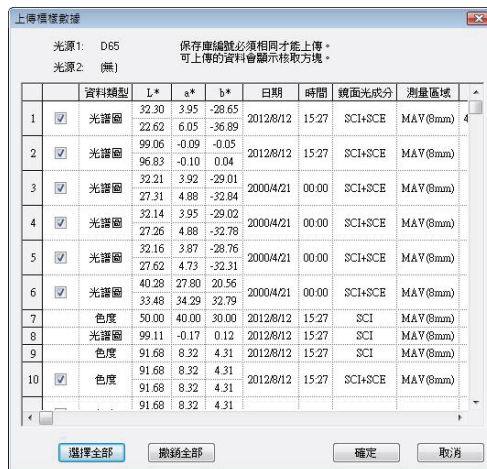 上傳標樣數據
光源1: D65 保存庫編號必須相同才能上傳。
光源2: (無) 可上傳的資料會顯示核取方塊。
資料類型 L* a* b* 日期 時間 鏡面光成分 測量區域
1 光譜圖 32.30 3.95 -28.65 2012/8/12 15:27 SCI+SCE MAV(8mm) 4
22.62 6.05 -36.89
2 光譜圖 99.06 -0.09 -0.05 2012/8/12 15:27 SCI+SCE MAV(8mm)
96.83 -0.10 0.04
3 光譜圖 32.21 3.92 -29.01 2000/4/21 00:00 SCI+SCE MAV(8mm)
27.31 4.88 -32.84
4 光譜圖 32.14 3.95 -29.02 2000/4/21 00:00 SCI+SCE MAV(8mm)
27.26 4.88 -32.78
5 光譜圖 32.16 3.87 -28.76 2000/4/21 00:00 SCI+SCE MAV(8mm)
27.62 4.73 -32.31
6 光譜圖 40.28 27.80 20.56 2000/4/21 00:00 SCI+SCE MAV(8mm)
33.48 34.29 32.79
7 色度 50.00 40.00 30.00 2012/8/12 15:27 SCI MAV(8mm)
8 光譜圖 99.11 -0.17 0.12 2012/8/12 15:27 SCI MAV(8mm)
9 色度 91.68 8.32 4.31 2012/8/12 15:27 SCI MAV(8mm)
10 色度 91.68 8.32 4.31 2012/8/12 15:27 SCI+SCE MAV(8mm)
91.68 8.32 4.31
91.68 8.32 4.31
選擇全部 撤銷全部 確定 取消